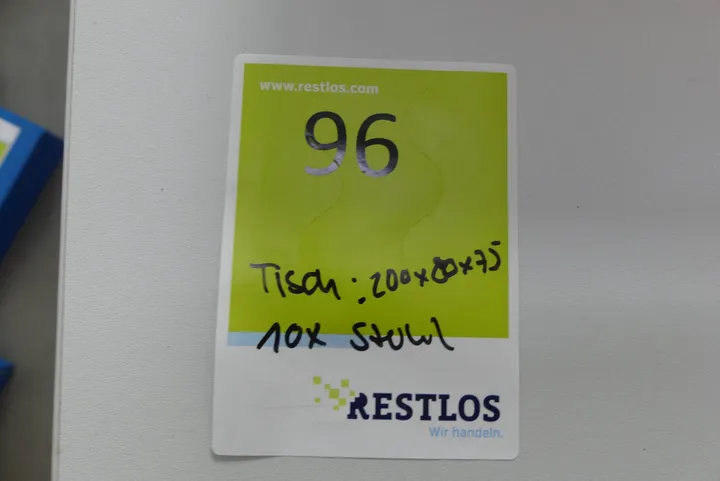 www.restlos.com
96
Tisch: 200x80x75
10x Stuhl
RESTLOS
Wir handeln.